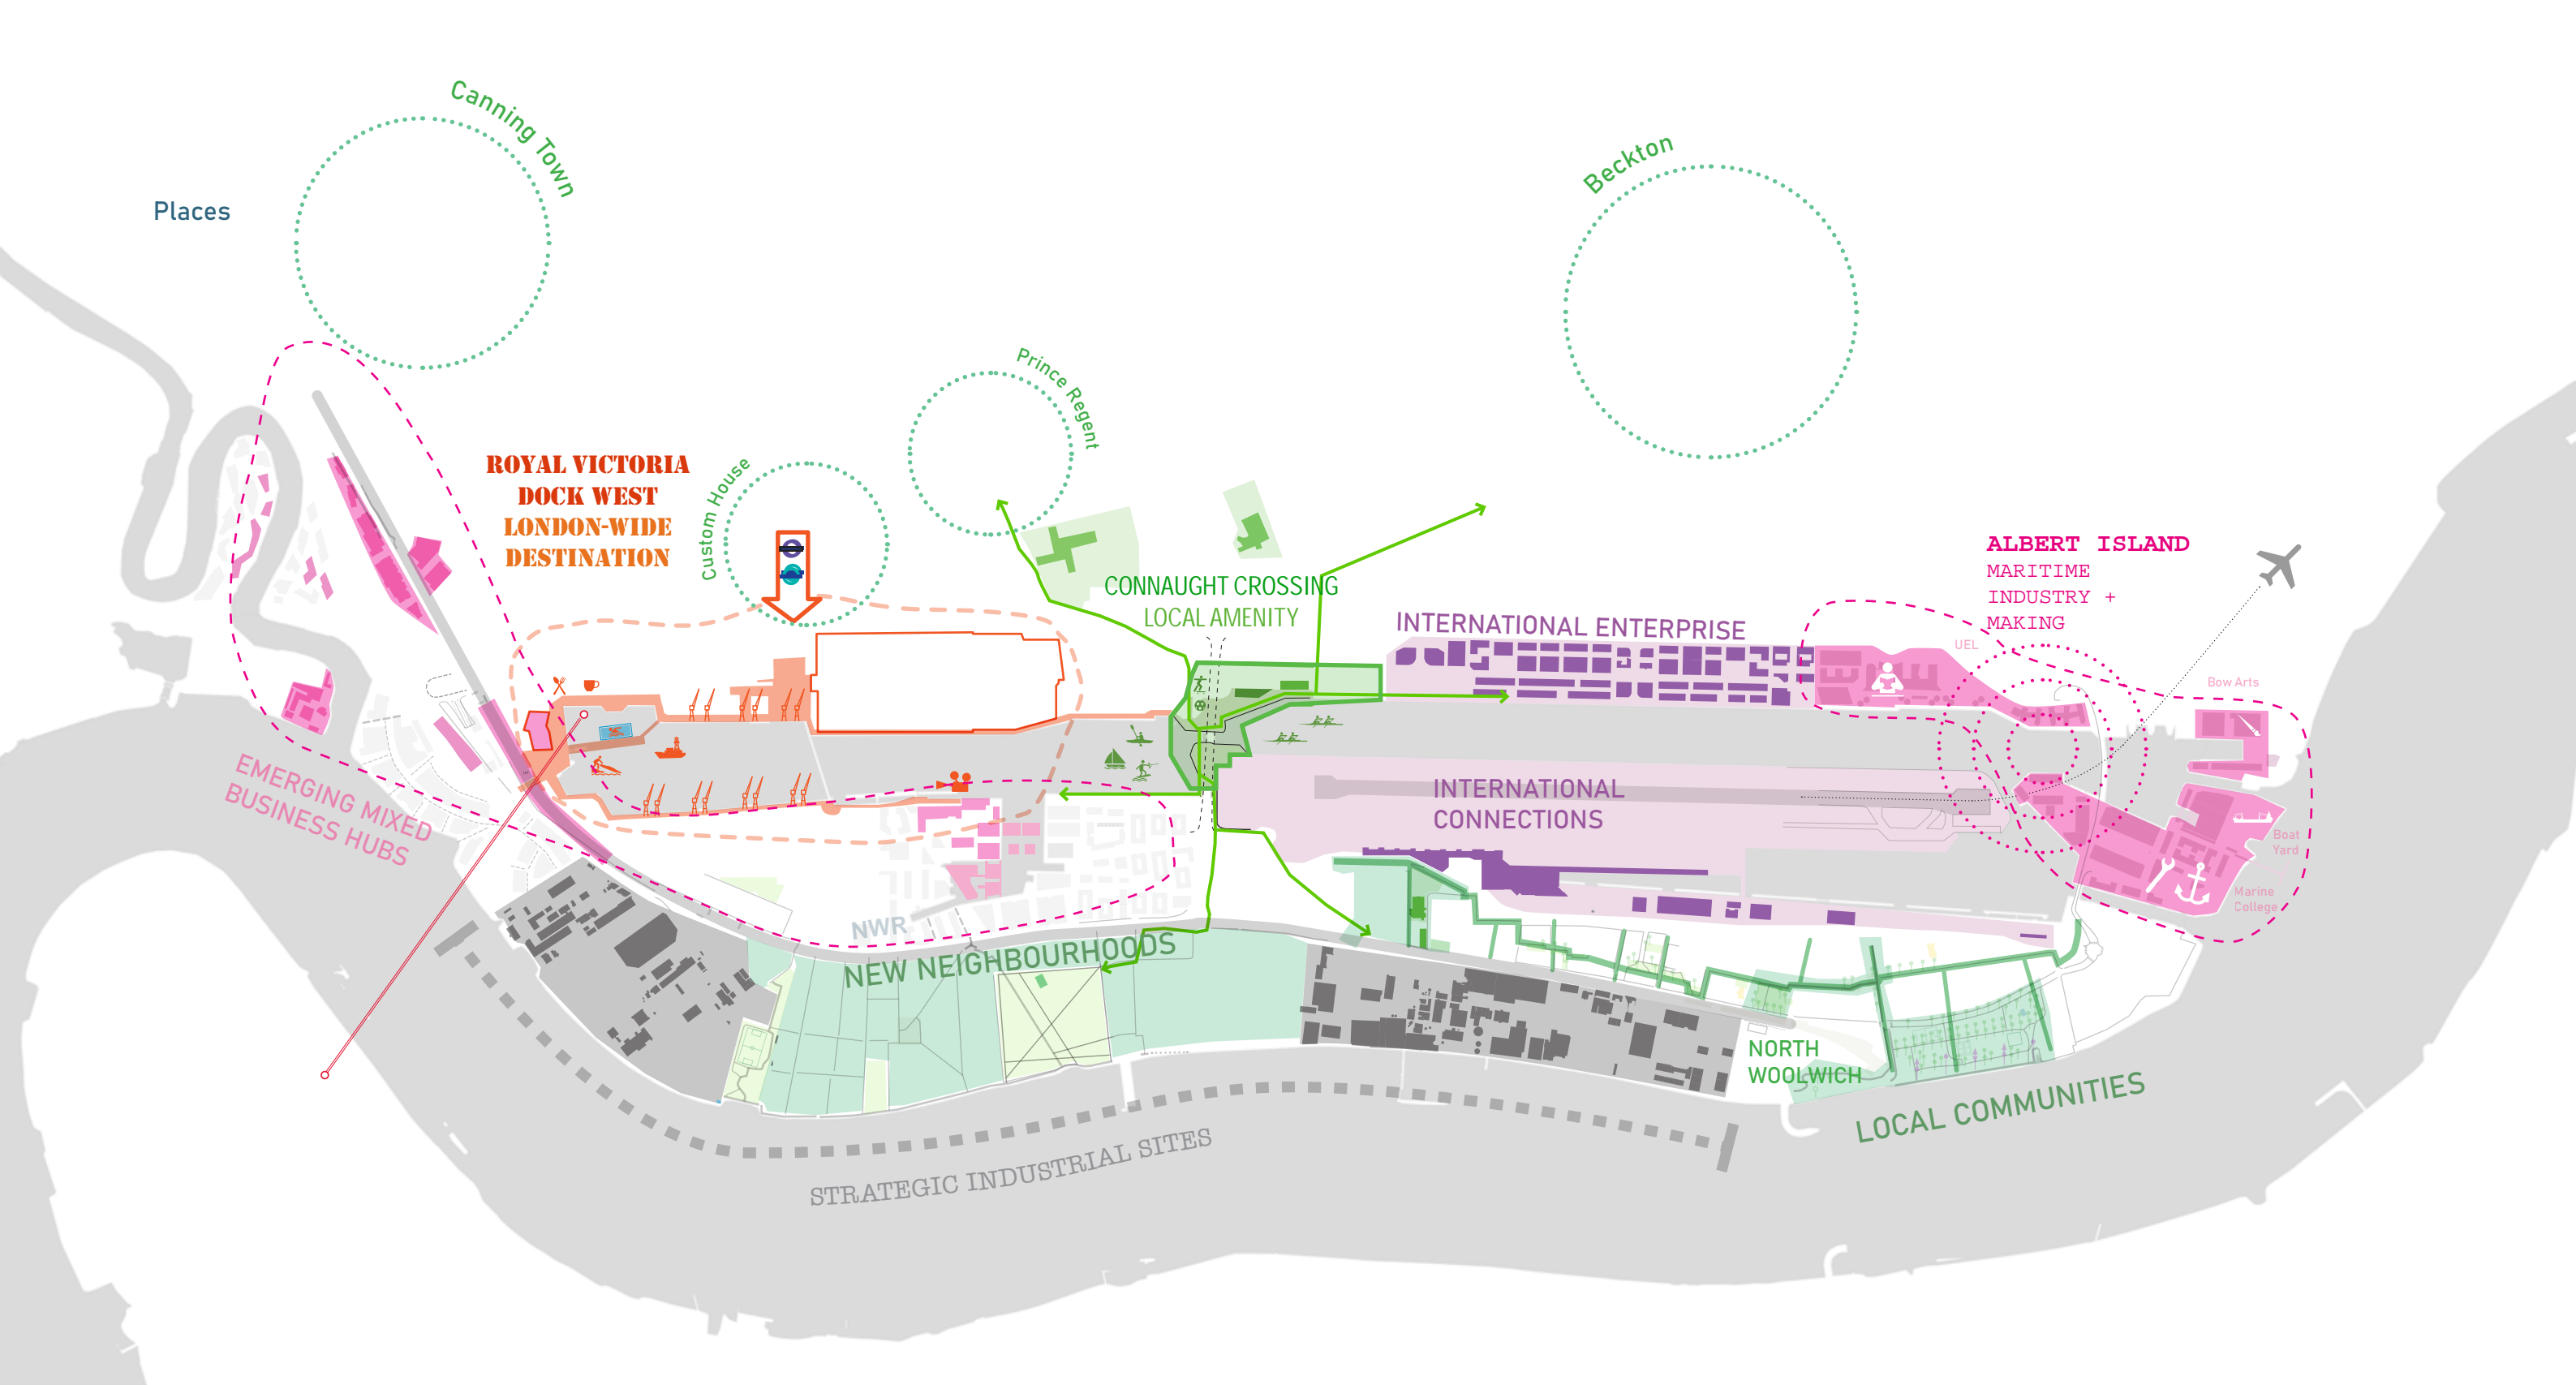 Canning Town
Places
Beckton
Prince Regent
Custom House
ROYAL VICTORIA
DOCK WEST
LONDON-WIDE
DESTINATION
CONNAUGHT CROSSING
LOCAL AMENITY
INTERNATIONAL ENTERPRISE
ALBERT ISLAND
MARITIME
INDUSTRY +
MAKING
UEL
Bow Arts
EMERGING MIXED
BUSINESS HUBS
INTERNATIONAL
CONNECTIONS
Boat
Yard
Marine
College
NWR
NEW NEIGHBOURHOODS
NORTH
WOOLWICH
LOCAL COMMUNITIES
STRATEGIC INDUSTRIAL SITES